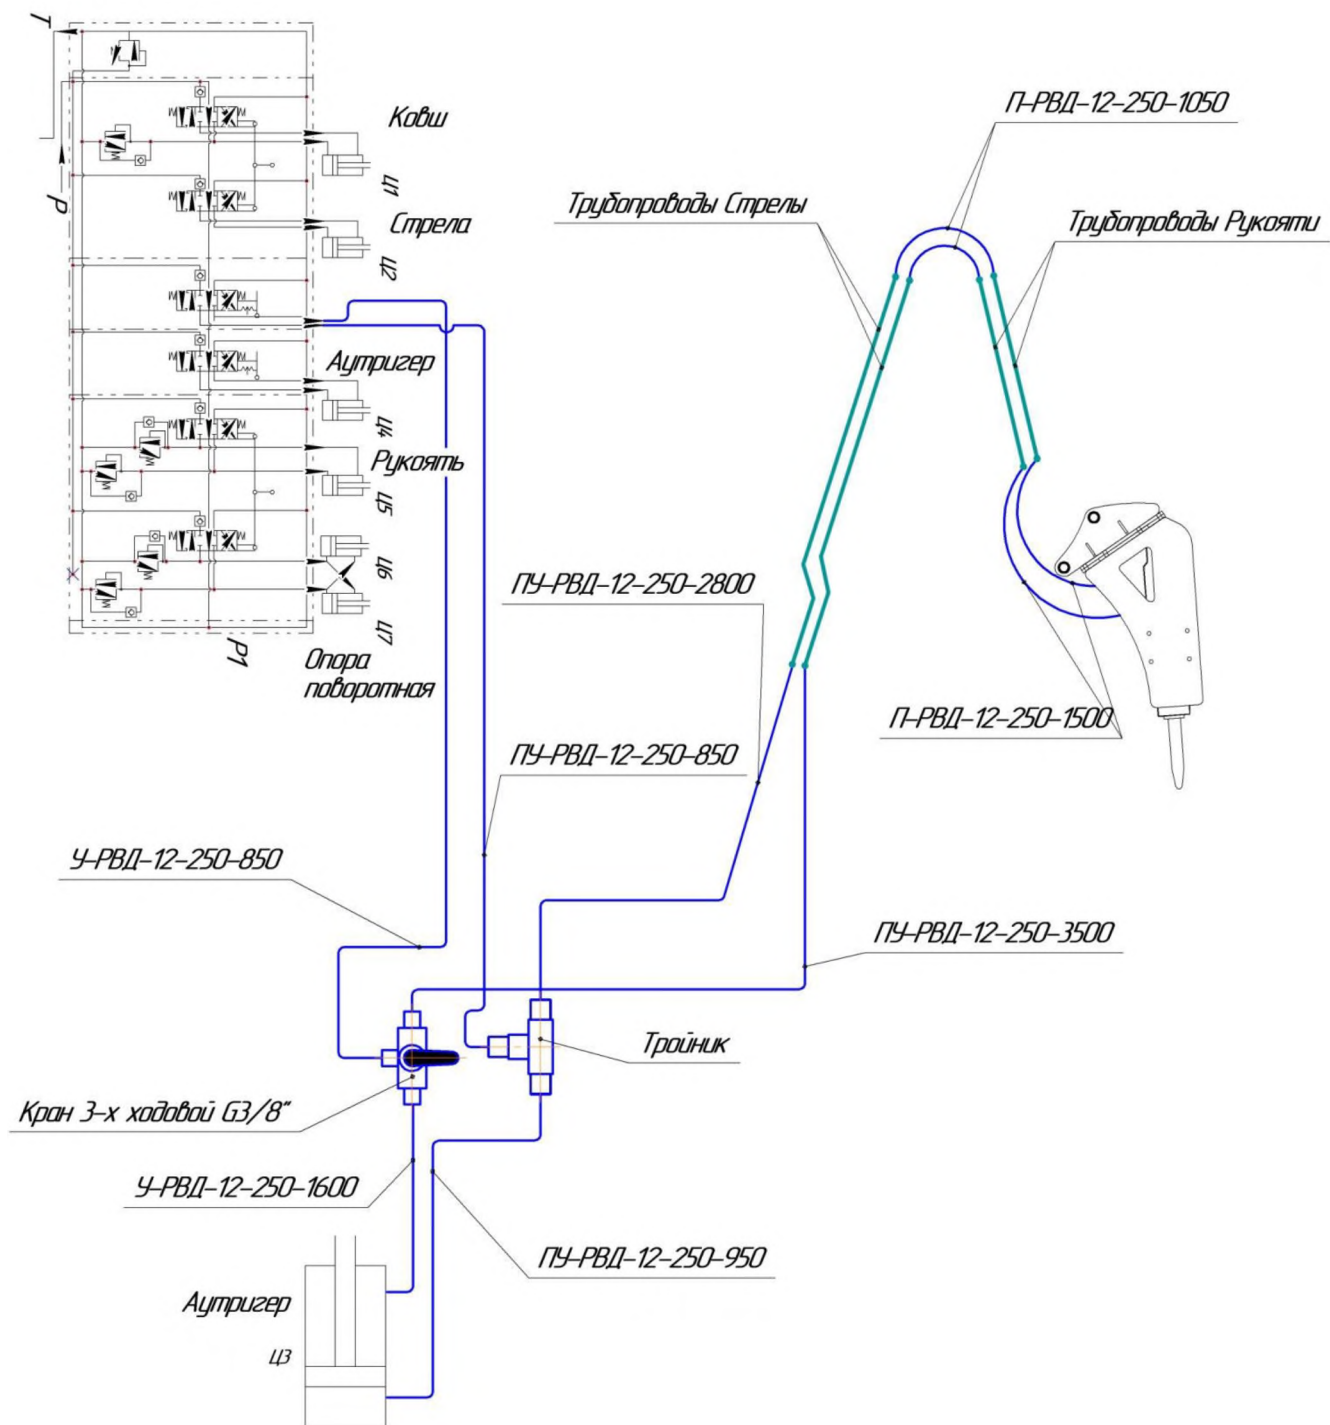 Т
Р
Ковш
Ц1
Стрела
Ц2
Аутригер
Ц4
Рукоять
Ц5
Ц6
Ц7
Р1
Опора
поворотная
П-РВД-12-250-1050
Трубопроводы Стрелы
Трубопроводы Рукояти
ПУ-РВД-12-250-2800
П-РВД-12-250-1500
ПУ-РВД-12-250-850
У-РВД-12-250-850
ПУ-РВД-12-250-3500
Тройник
Кран 3-х ходовой G3/8"
У-РВД-12-250-1600
ПУ-РВД-12-250-950
Аутригер
Ц3